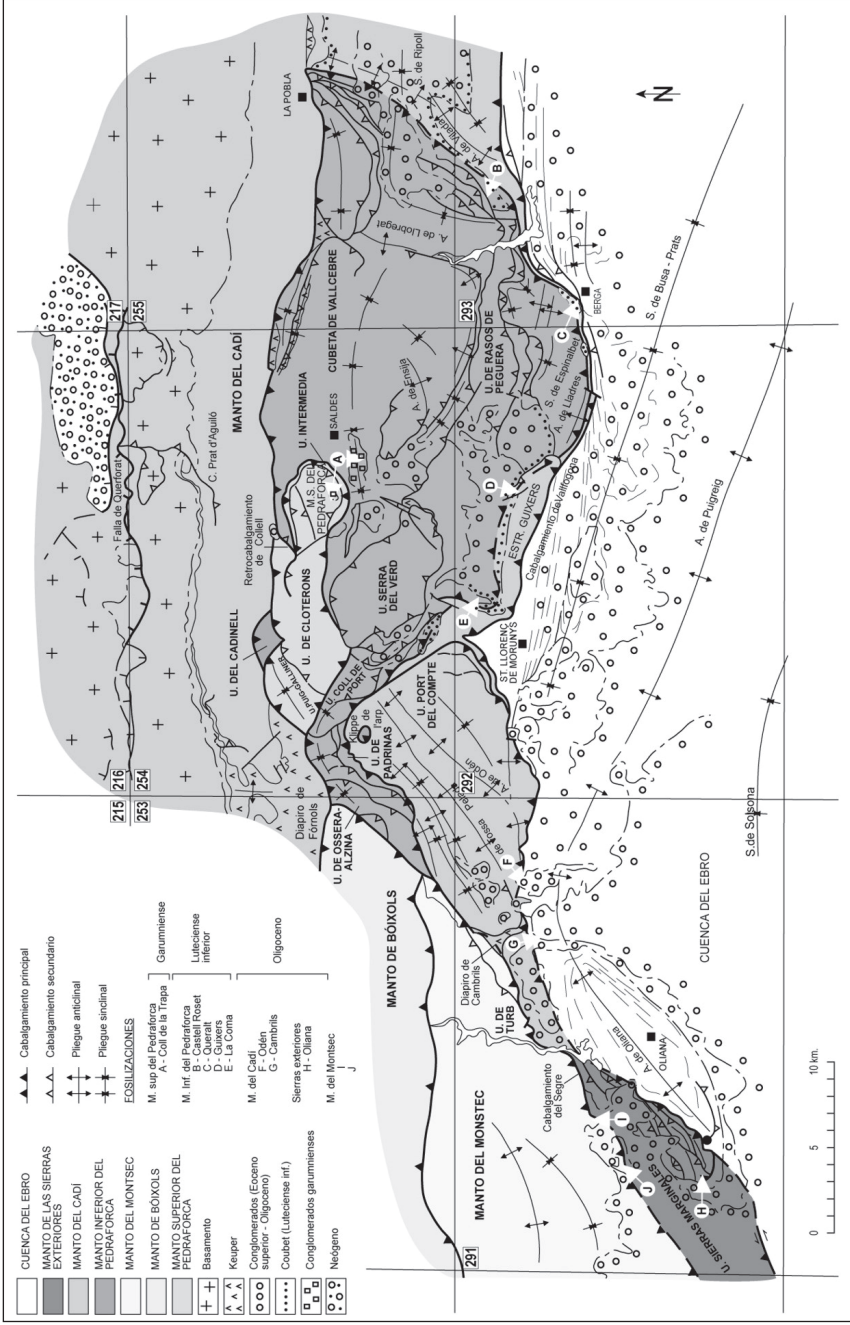 CUENCA DEL EBRO
MANTO DE LAS SIERRAS
EXTERIORES
MANTO DEL CADÍ
MANTO INFERIOR DEL
PEDRAFORCA
MANTO DEL MONTSEC
MANTO DE BÓIXOLS
MANTO SUPERIOR DEL
PEDRAFORCA
Basamento
Keuper
Conglomerados (Eoceno
superior - Oligoceno)
Coubet (Luteciense inf.)
Conglomerados garumnienses
Neógeno
Cabalgamiento principal
Cabalgamiento secundario
Pliegue anticlinal
Pliegue sinclinal
FOSILIZACIONES
M. sup del Pedraforca
A - Coll de la Trapa
Garumniense
M. Inf. del Pedraforca
B - Castell Roset
C - Queralt
D - Guixers
E - La Coma
Luteciense
inferior
M. del Cadí
F - Odén
G - Cambrils
Sierras exteriores
H - Oliana
M. del Montsec
I
J
Oligoceno
215
216
253
254
217
255
Falla de Querforat
C. Prat d'Aguiló
MANTO DEL CADÍ
LA POBLA
Retrocabalgamiento
de
Collell
U. DEL CADINELL
U. PUIG-GALLINER
U. DE CLOTERONS
M.S. DEL
PEDRAFORCA
A
U. INTERMEDIA
SALDES
CUBETA DE VALLCEBRE
A. de Llobregat
S. de Ripoll
A. de Vilada
B
Diapiro de
Fórnols
U. DE OSSERA-
ALZINA
U. COLL DE
PORT
Klippe
de
l'arp
U. DE
PADRINAS
U. SERRA
DEL VERD
A. de Ensija
293
U. DE RASOS DE
PEGUERA
MANTO DE BÓIXOLS
292
U. PORT
DEL COMPTE
A. de Odén
de Tossa
Pelida
E
D
ESTR. GUIXERS
S. de Espinalbet
A. de Lladres
C
BERGA
N
291
MANTO DEL MONSTEC
Diapiro de
Cambrils
U. DE
TURB
G
F
ST. LLORENÇ
DE MORUNYS
Cabalgamiento de Vallfogona
S. de Busa - Prats
A. de Puigreig
Cabalgamiento
del Segre
I
J
H
U. SIERRAS MARGINALES
A. de Oliana
OLIANA
CUENCA DEL EBRO
S. de Solsona
0
5
10 km.